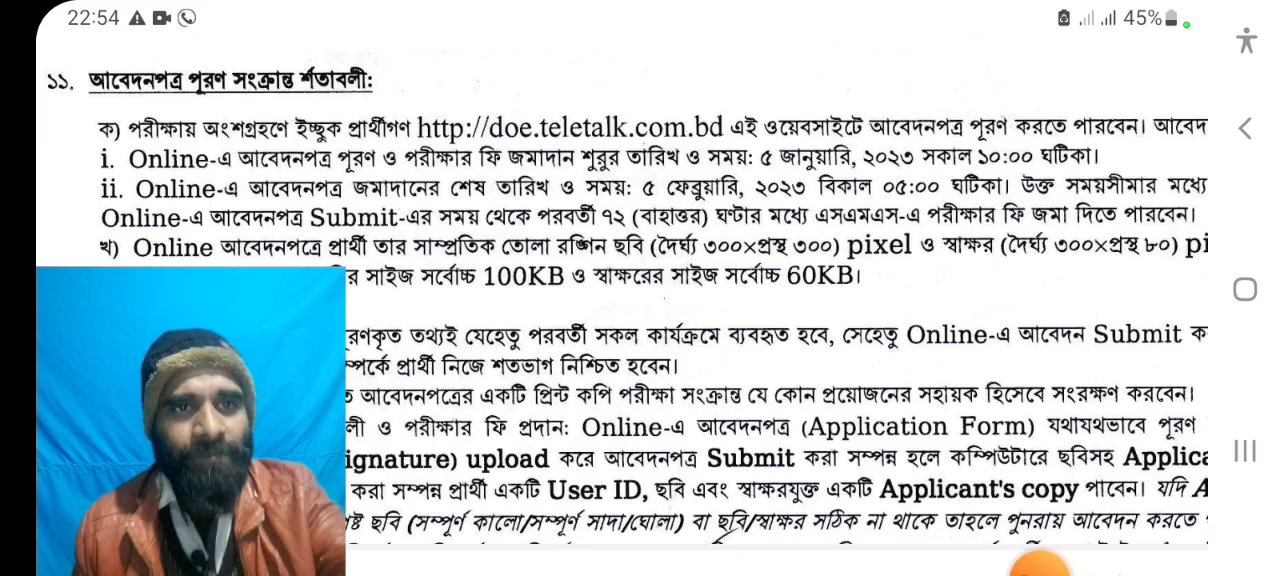 22:54
45%
১১. আবেদনপত্র পূরণ সংক্রান্ত র্শতাবলী:
ক) পরীক্ষায় অংশগ্রহণে ইচ্ছুক প্রার্থীগণ http://doe.teletalk.com.bd এই ওয়েবসাইটে আবেদনপত্র পূরণ করতে পারবেন। আবেদ
i. Online-এ আবেদনপত্র পূরণ ও পরীক্ষার ফি জমাদান শুরুর তারিখ ও সময়: ৫ জানুয়ারি, ২০২৩ সকাল ১০:০০ ঘটিকা।
ii. Online-এ আবেদনপত্র জমাদানের শেষ তারিখ ও সময়: ৫ ফেব্রুয়ারি, ২০২৩ বিকাল ০৫:০০ ঘটিকা। উক্ত সময়সীমার মধ্যে
Online-এ আবেদনপত্র Submit-এর সময় থেকে পরবর্তী ৭২ (বাহাত্তর) ঘণ্টার মধ্যে এসএমএস-এ পরীক্ষার ফি জমা দিতে পারবেন।
খ) Online আবেদনপত্রে প্রার্থী তার সাম্প্রতিক তোলা রঙ্গিন ছবি (দৈর্ঘ্য ৩০০×প্রস্থ ৩০০) pixel ও স্বাক্ষর (দৈর্ঘ্য ৩০০×প্রস্থ ৮০) pi
র সাইজ সর্বোচ্চ 100KB ও স্বাক্ষরের সাইজ সর্বোচ্চ 60KB।
রণকৃত তথ্যই যেহেতু পরবর্তী সকল কার্যক্রমে ব্যবহৃত হবে, সেহেতু Online-এ আবেদন Submit ক
্পর্কে প্রার্থী নিজে শতভাগ নিশ্চিত হবেন।
ত আবেদনপত্রের একটি প্রিন্ট কপি পরীক্ষা সংক্রান্ত যে কোন প্রয়োজনের সহায়ক হিসেবে সংরক্ষণ করবেন।
লী ও পরীক্ষার ফি প্রদান: Online-এ আবেদনপত্র (Application Form) যথাযথভাবে পূরণ
ignature) upload করে আবেদনপত্র Submit করা সম্পন্ন হলে কম্পিউটারে ছবিসহ Applica
করা সম্পন্ন প্রার্থী একটি User ID, ছবি এবং স্বাক্ষরযুক্ত একটি Applicant's copy পাবেন। যদি A
ষ্ট ছবি (সম্পূর্ণ কালো/সম্পূর্ণ সাদা/ঘোলা) বা ছবি/স্বাক্ষর সঠিক না থাকে তাহলে পুনরায় আবেদন করতে